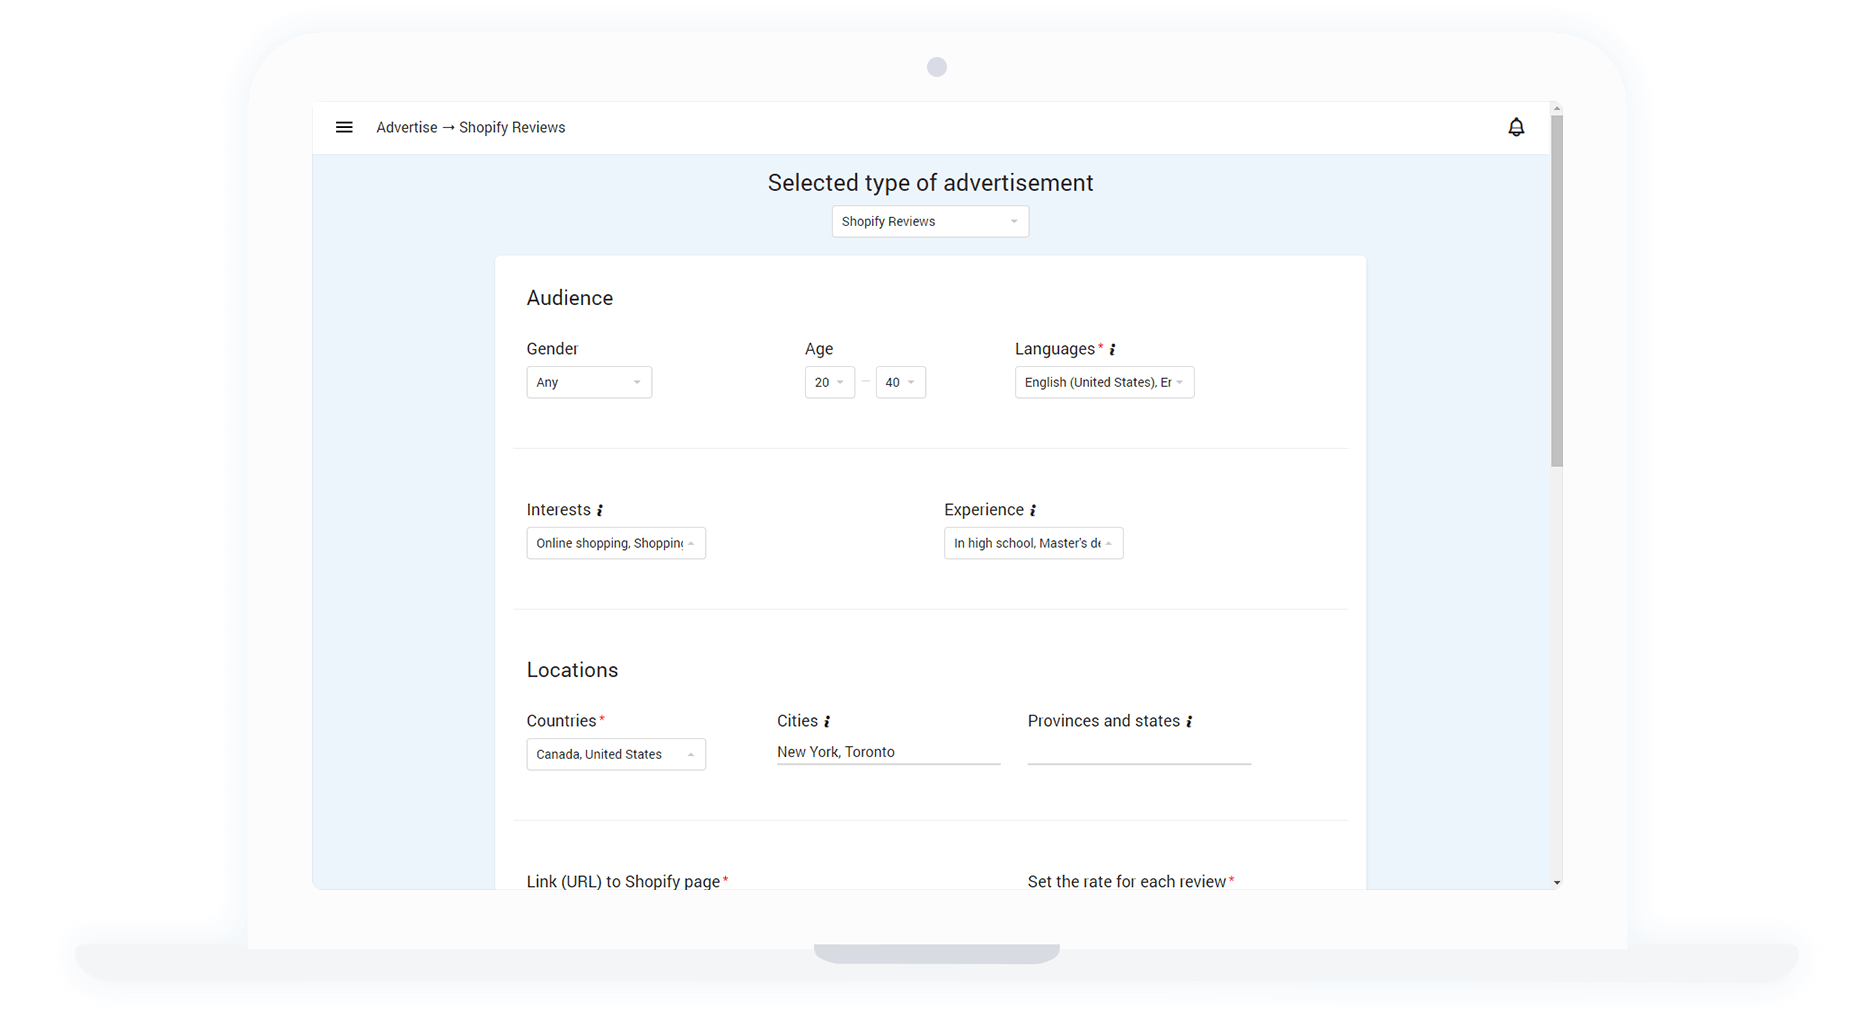 Advertise → Shopify Reviews
Selected type of advertisement
Shopify Reviews
Audience
Gender Age Languages* i
Any 20 – 40 English (United States), Er
Interests i Experience i
Online shopping, Shopping In high school, Master's de
Locations
Countries* Cities i Provinces and states i
Canada, United States New York, Toronto
Link (URL) to Shopify page* Set the rate for each review*